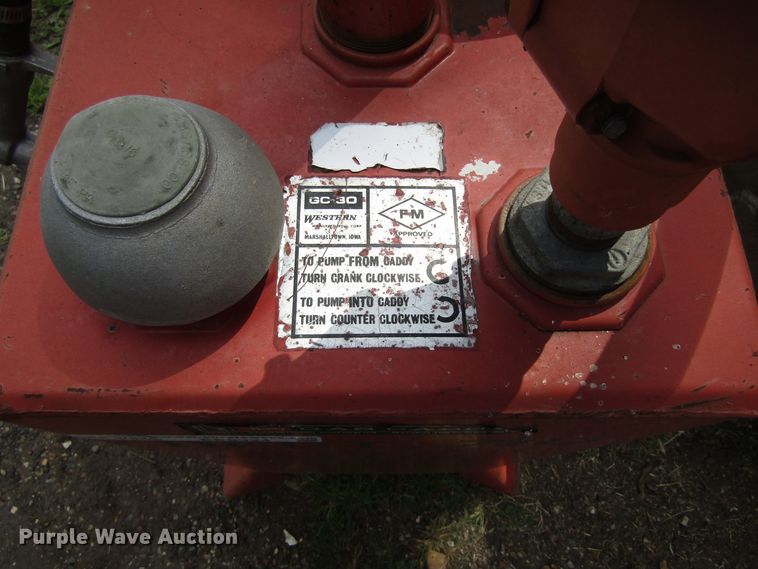 GC-30
WESTERN
MARSHALLTOWN, IOWA
FM
APPROVED
TO PUMP FROM CADDY
TURN CRANK CLOCKWISE.
TO PUMP INTO CADDY
TURN COUNTER CLOCKWISE
Purple Wave Auction